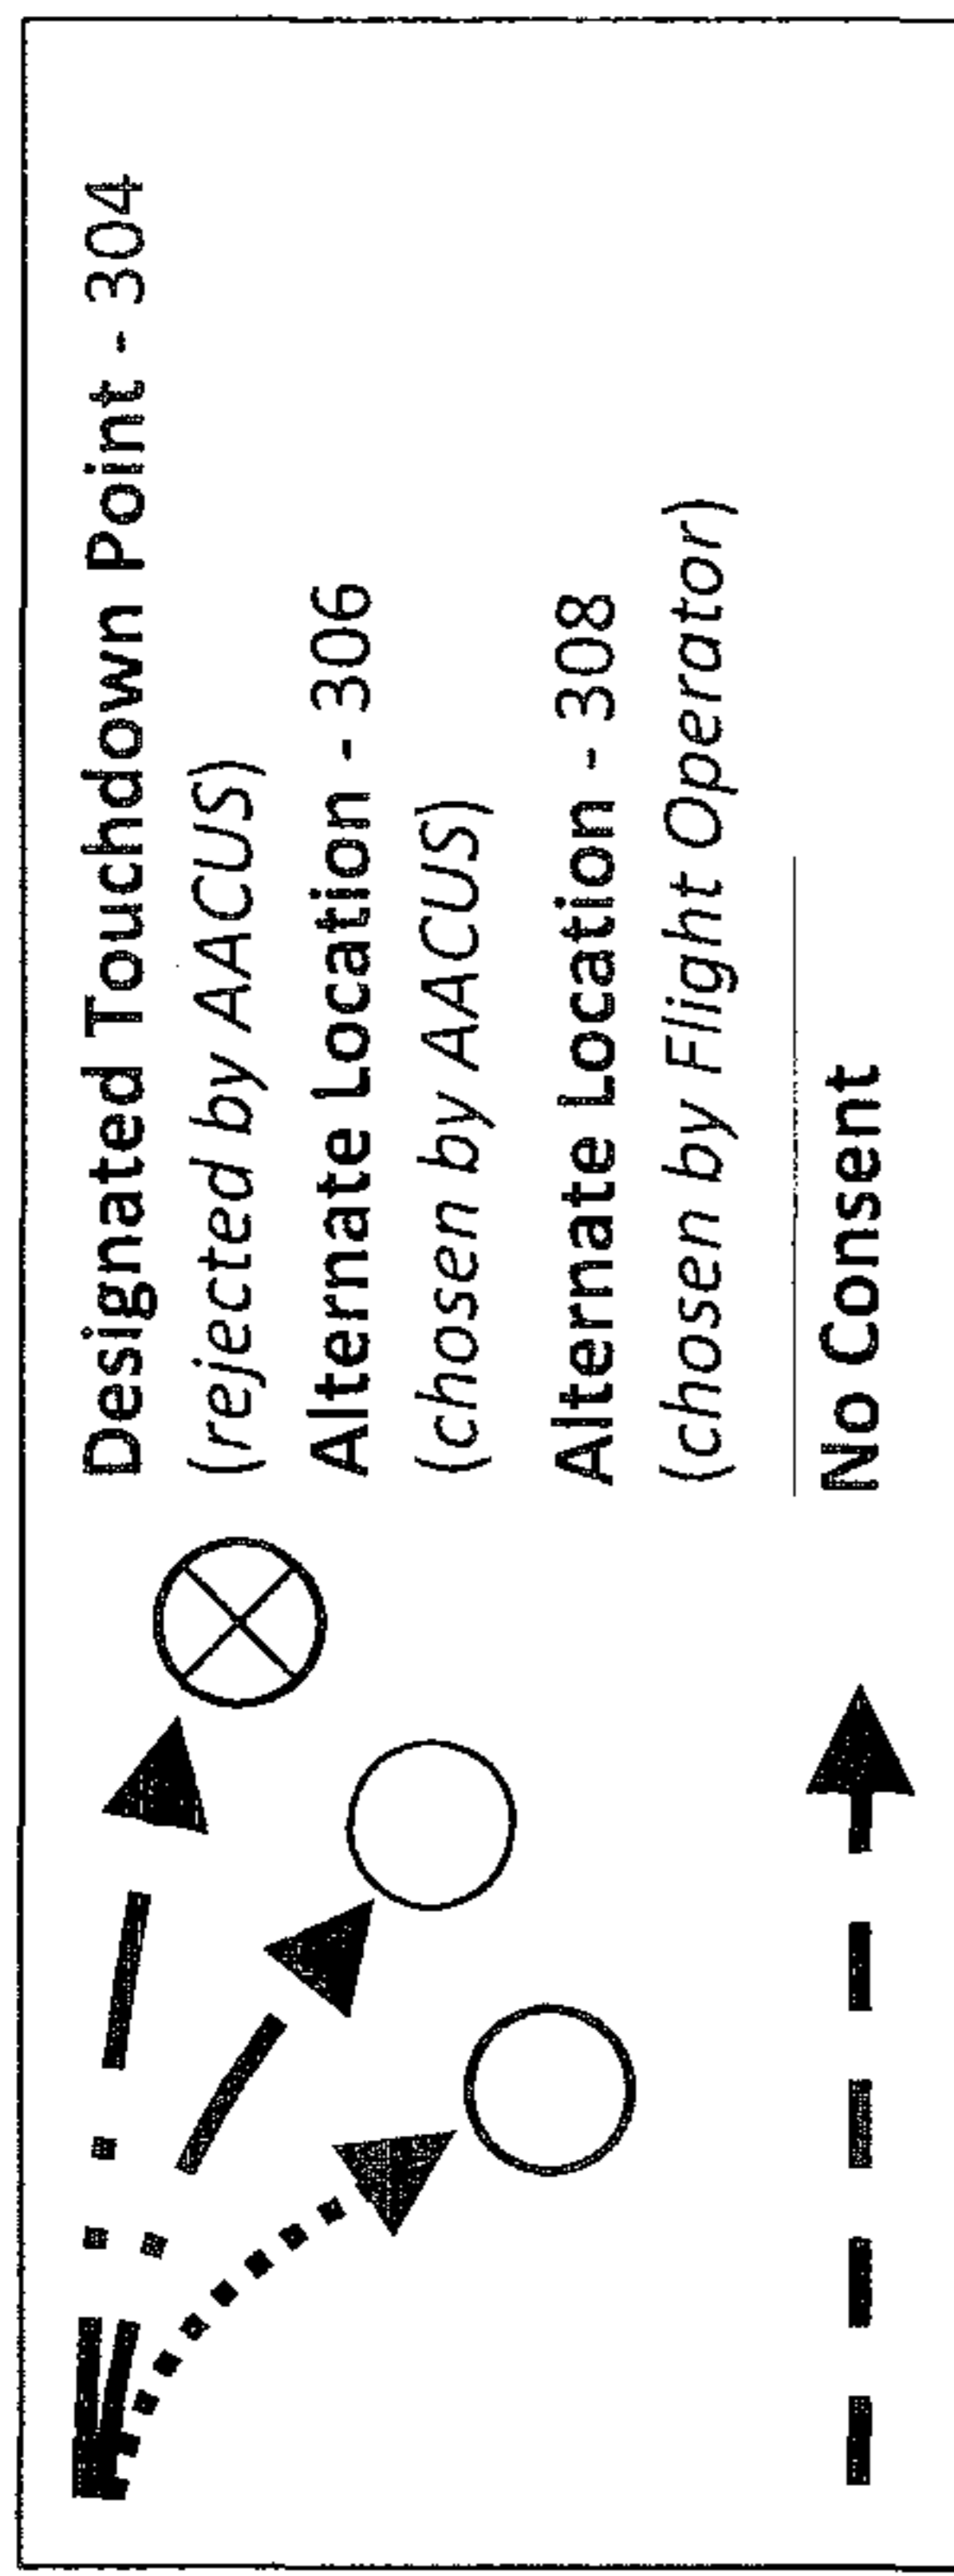 Designated Touchdown Point - 304
(rejected by AACUS)
Alternate Location - 306
(chosen by AACUS)
Alternate Location - 308
(chosen by Flight Operator)
No Consent